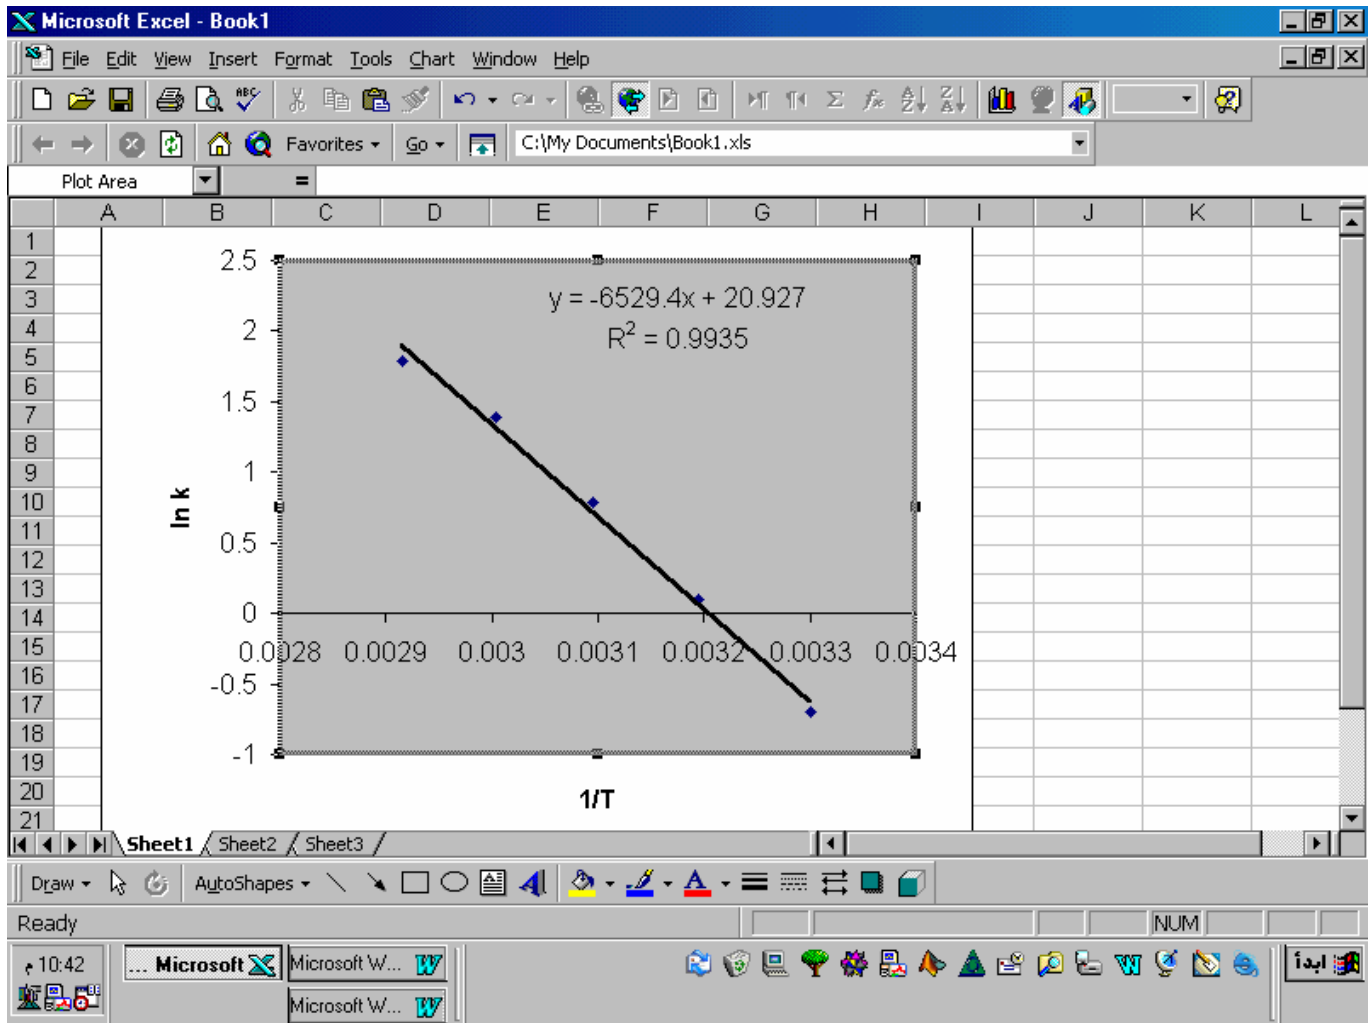 Microsoft Excel - Book1
File Edit View Insert Format Tools Chart Window Help
Favorites Go C:\My Documents\Book1.xls
Plot Area =
A B C D E F G H I J K L
1
2
3
4
5
6
7
8
9
10
11
12
13
14
15
16
17
18
19
20
21
2.5
2
1.5
1
0.5
0
-0.5
-1
y = -6529.4x + 20.927
R² = 0.9935
ln k
0.0028 0.0029 0.003 0.0031 0.0032 0.0033 0.0034
1/T
Sheet1 Sheet2 Sheet3
Draw AutoShapes
Ready NUM
م 10:42 ... Microsoft Microsoft W... ابدأ
Microsoft W...